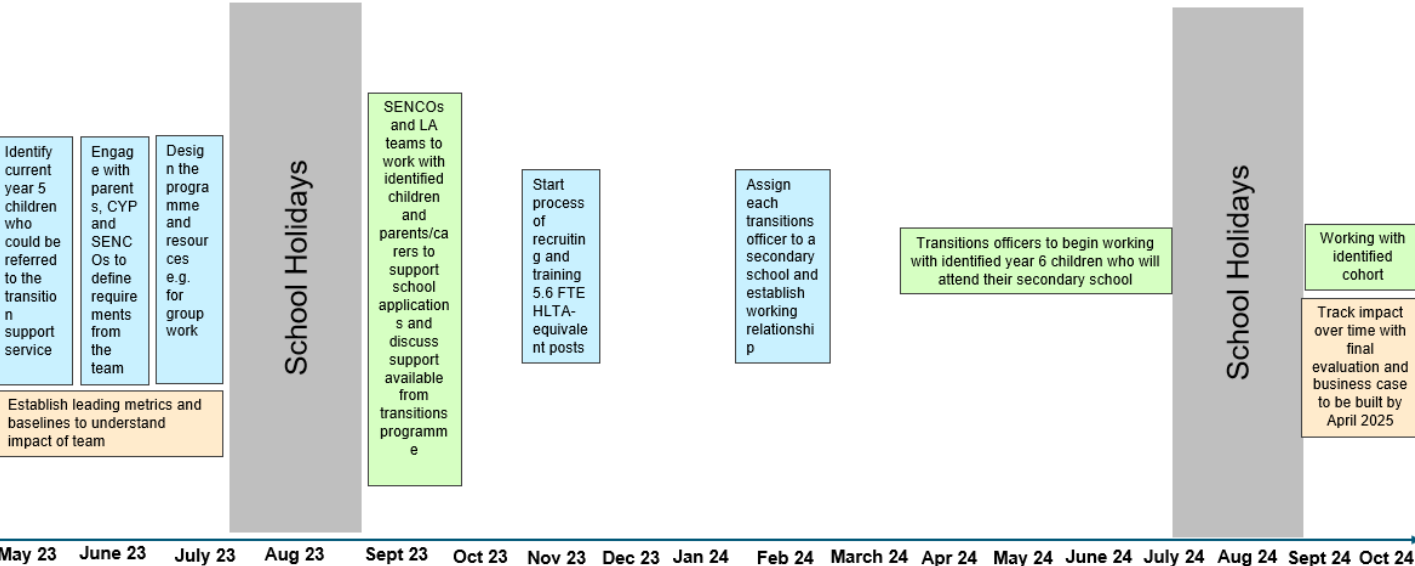 Identify
current
year 5
children
who
could be
referred
to the
transitio
n
support
service
Engag
e with
parent
s, CYP
and
SENC
Os to
define
require
ments
from
the
team
Desig
n the
progra
mme
and
resour
ces
e.g.
for
group
work
Establish leading metrics and
baselines to understand
impact of team
School Holidays
SENCOs
and LA
teams to
work with
identified
children
and
parents/ca
rers to
support
school
application
s and
discuss
support
available
from
transitions
programm
e
Start
process
of
recruitin
g and
training
5.6 FTE
HLTA-
equivale
nt posts
Assign
each
transitions
officer to a
secondary
school and
establish
working
relationshi
p
Transitions officers to begin working
with identified year 6 children who will
attend their secondary school
School Holidays
Working with
identified
cohort
Track impact
over time with
final
evaluation and
business case
to be built by
April 2025
May 23 June 23 July 23 Aug 23 Sept 23 Oct 23 Nov 23 Dec 23 Jan 24 Feb 24 March 24 Apr 24 May 24 June 24 July 24 Aug 24 Sept 24 Oct 24